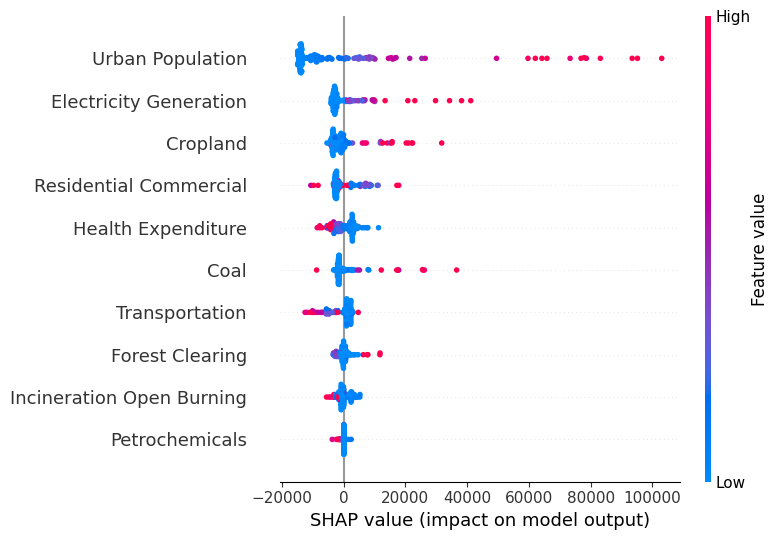 High
Urban Population
Electricity Generation
Cropland
Residential Commercial
Health Expenditure
Coal
Transportation
Forest Clearing
Incineration Open Burning
Petrochemicals
Feature value
Low
−20000 0 20000 40000 60000 80000 100000
SHAP value (impact on model output)